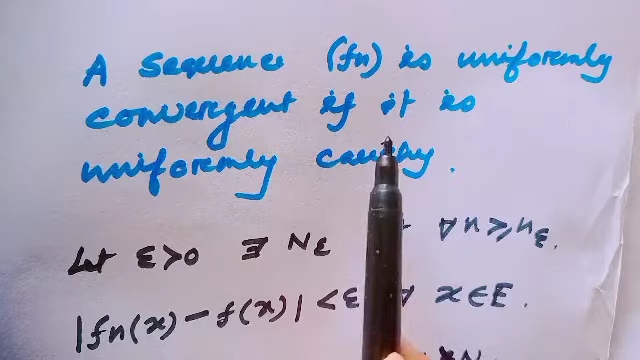 A sequence (fn) is uniformly
convergent if it is
uniformly cauchy.
Let ε>0 ∃ Nε ∀n⩾nε.
|fn(x) − f(x)| <ε ∀ x∈E.